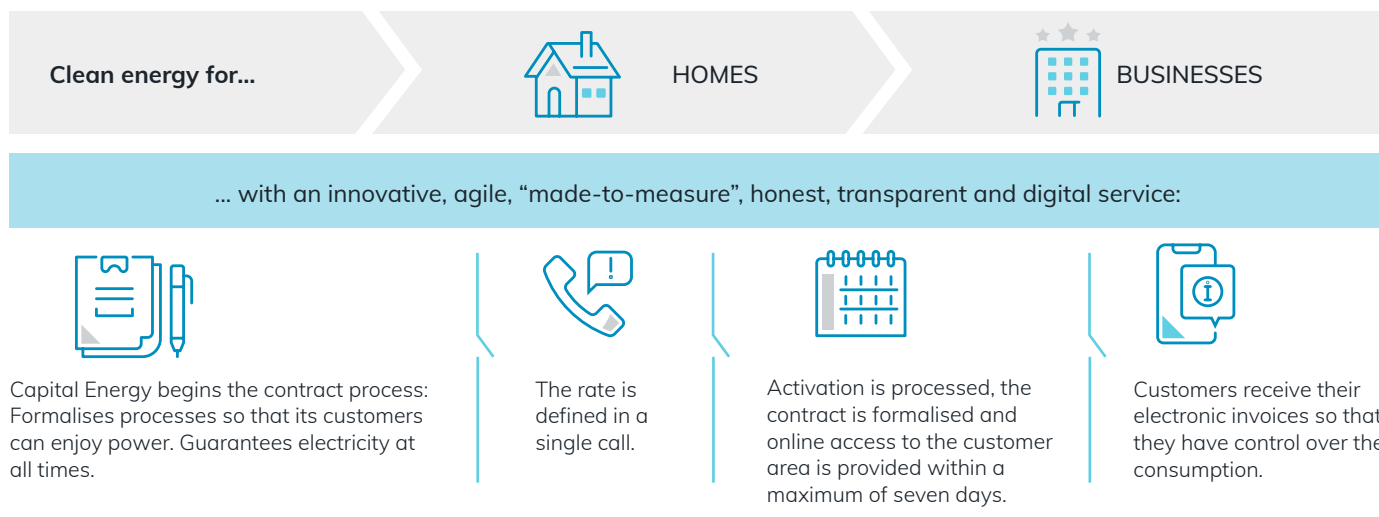 Clean energy for...
HOMES
BUSINESSES
... with an innovative, agile, “made-to-measure”, honest, transparent and digital service:
Capital Energy begins the contract process:
Formalises processes so that its customers
can enjoy power. Guarantees electricity at
all times.
The rate is
defined in a
single call.
Activation is processed, the
contract is formalised and
online access to the customer
area is provided within a
maximum of seven days.
Customers receive their
electronic invoices so that
they have control over the
consumption.